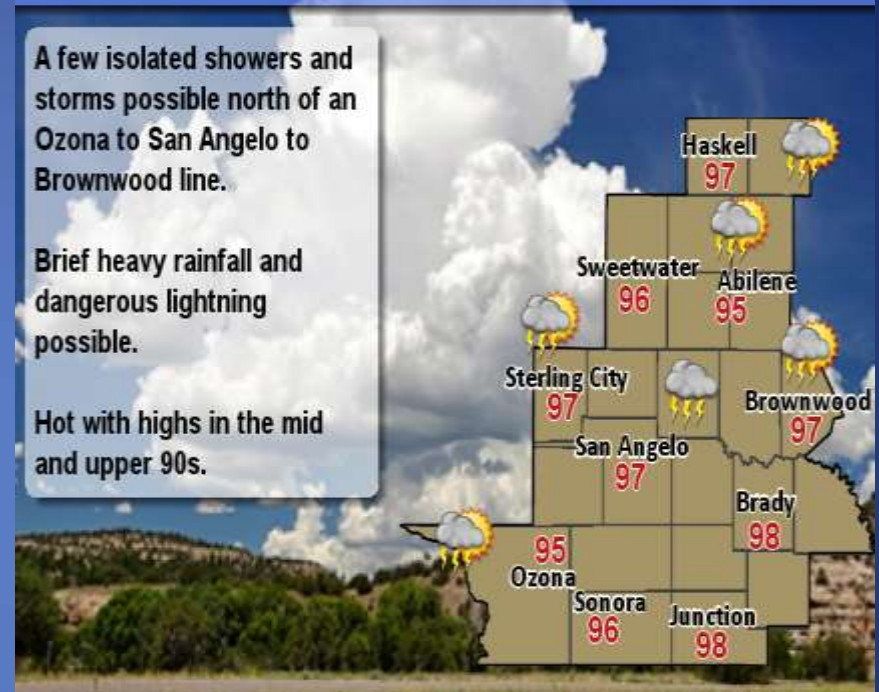 A few isolated showers and
storms possible north of an
Ozona to San Angelo to
Brownwood line.
Brief heavy rainfall and
dangerous lightning
possible.
Hot with highs in the mid
and upper 90s.
Haskell
97
Sweetwater
96
Abilene
95
Sterling City
97
Brownwood
97
San Angelo
97
Brady
98
95
Ozona
Sonora
96
Junction
98